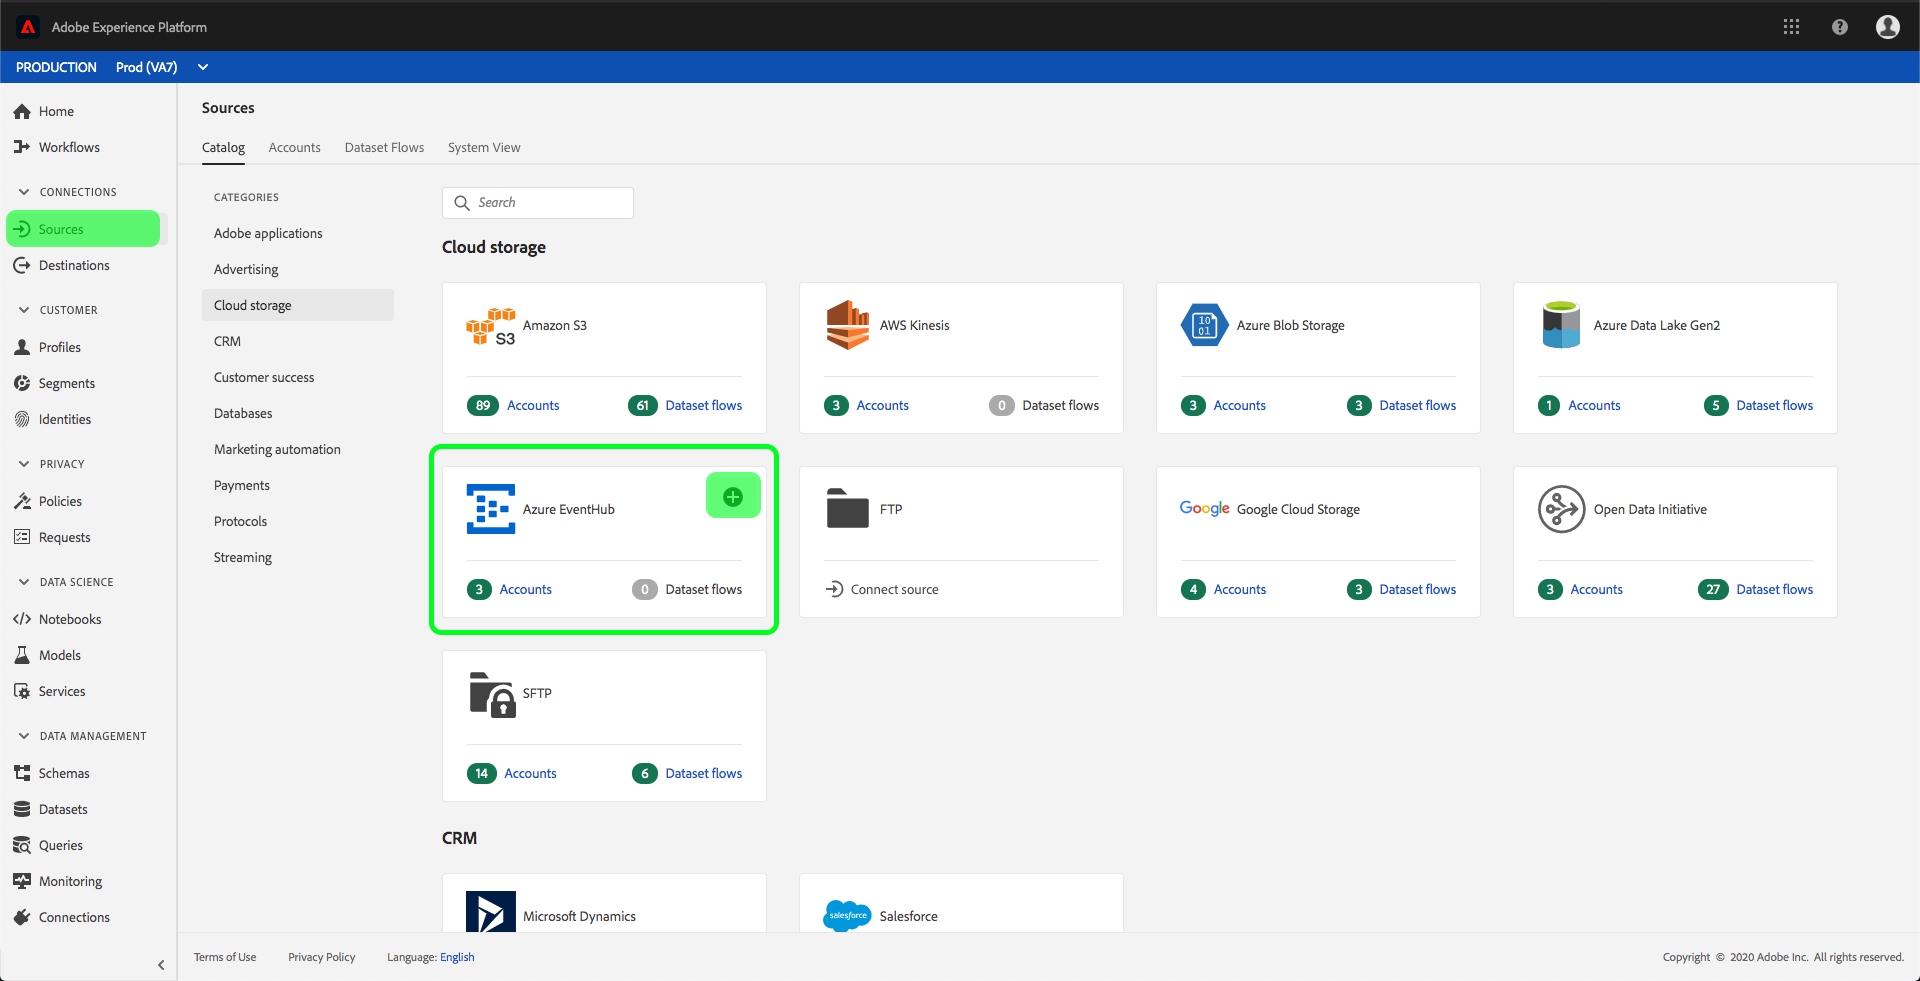 Adobe Experience Platform
PRODUCTION Prod (VA7)
Home
Workflows
CONNECTIONS
Sources
Destinations
CUSTOMER
Profiles
Segments
Identities
PRIVACY
Policies
Requests
DATA SCIENCE
Notebooks
Models
Services
DATA MANAGEMENT
Schemas
Datasets
Queries
Monitoring
Connections
Sources
Catalog Accounts Dataset Flows System View
CATEGORIES
Adobe applications
Advertising
Cloud storage
CRM
Customer success
Databases
Marketing automation
Payments
Protocols
Streaming
Search
Cloud storage
S3 Amazon S3
89 Accounts 61 Dataset flows
AWS Kinesis
3 Accounts 0 Dataset flows
10 01 Azure Blob Storage
3 Accounts 3 Dataset flows
Azure Data Lake Gen2
1 Accounts 5 Dataset flows
Azure EventHub
3 Accounts 0 Dataset flows
FTP
Connect source
Google Google Cloud Storage
4 Accounts 3 Dataset flows
Open Data Initiative
3 Accounts 27 Dataset flows
SFTP
14 Accounts 6 Dataset flows
CRM
Microsoft Dynamics
salesforce Salesforce
Terms of Use Privacy Policy Language: English
Copyright © 2020 Adobe Inc. All rights reserved.